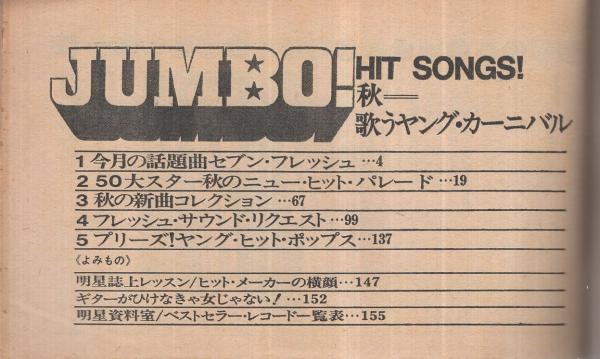 JUMBO!
HIT SONGS!
秋──
歌うヤング・カーニバル
1 今月の話題曲セブン・フレッシュ…4
2 50大スター秋のニュー・ヒット・パレード…19
3 秋の新曲コレクション…67
4 フレッシュ・サウンド・リクエスト…99
5 プリーズ!ヤング・ヒット・ポップス…137
《よみもの》
明星誌上レッスン/ヒット・メーカーの横顔…147
ギターがひけなきゃ女じゃない!…152
明星資料室/ベストセラー・レコード一覧表…155